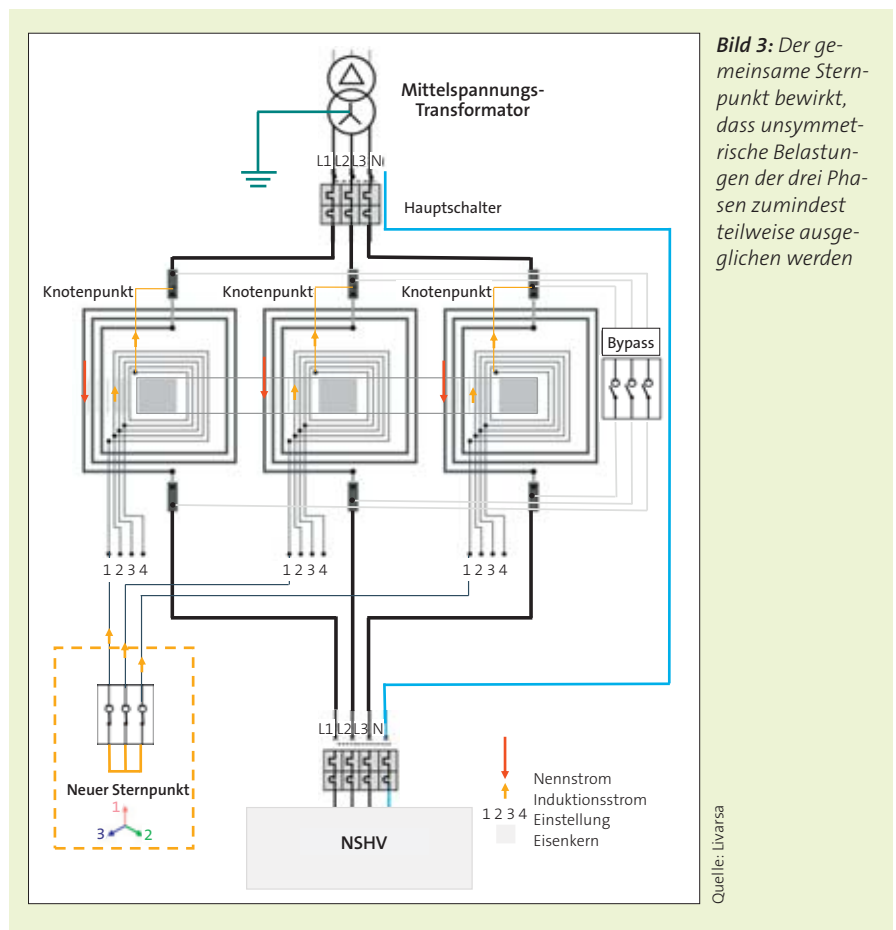 Bild 3: Der ge-
meinsame Stern-
punkt bewirkt,
dass unsymmet-
rische Belastun-
gen der drei Pha-
sen zumindest
teilweise ausge-
glichen werden
Mittelspannungs-
Transformator
L1 L2 L3 N
Hauptschalter
Knotenpunkt
Knotenpunkt
Knotenpunkt
Bypass
1 2 3 4
1 2 3 4
1 2 3 4
Neuer Sternpunkt
1
3
2
L1 L2 L3 N
NSHV
Nennstrom
Induktionsstrom
1 2 3 4 Einstellung
Eisenkern
Quelle: Livarsa